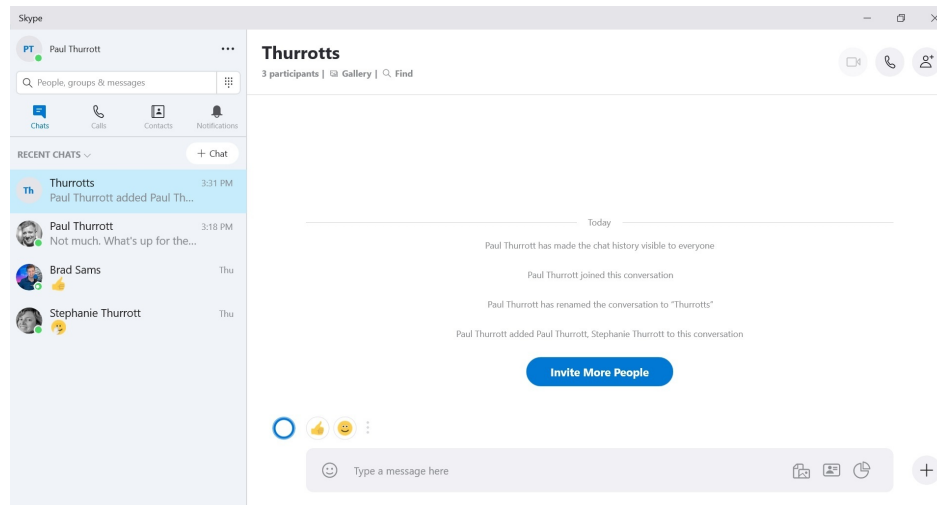 Skype
PT Paul Thurrott
People, groups & messages
Chats Calls Contacts Notifications
RECENT CHATS + Chat
Th Thurrotts 3:31 PM
Paul Thurrott added Paul Th...
Paul Thurrott 3:18 PM
Not much. What's up for the...
Brad Sams Thu
Stephanie Thurrott Thu
Thurrotts
3 participants | Gallery | Find
Today
Paul Thurrott has made the chat history visible to everyone
Paul Thurrott joined this conversation
Paul Thurrott has renamed the conversation to "Thurrotts"
Paul Thurrott added Paul Thurrott, Stephanie Thurrott to this conversation
Invite More People
Type a message here